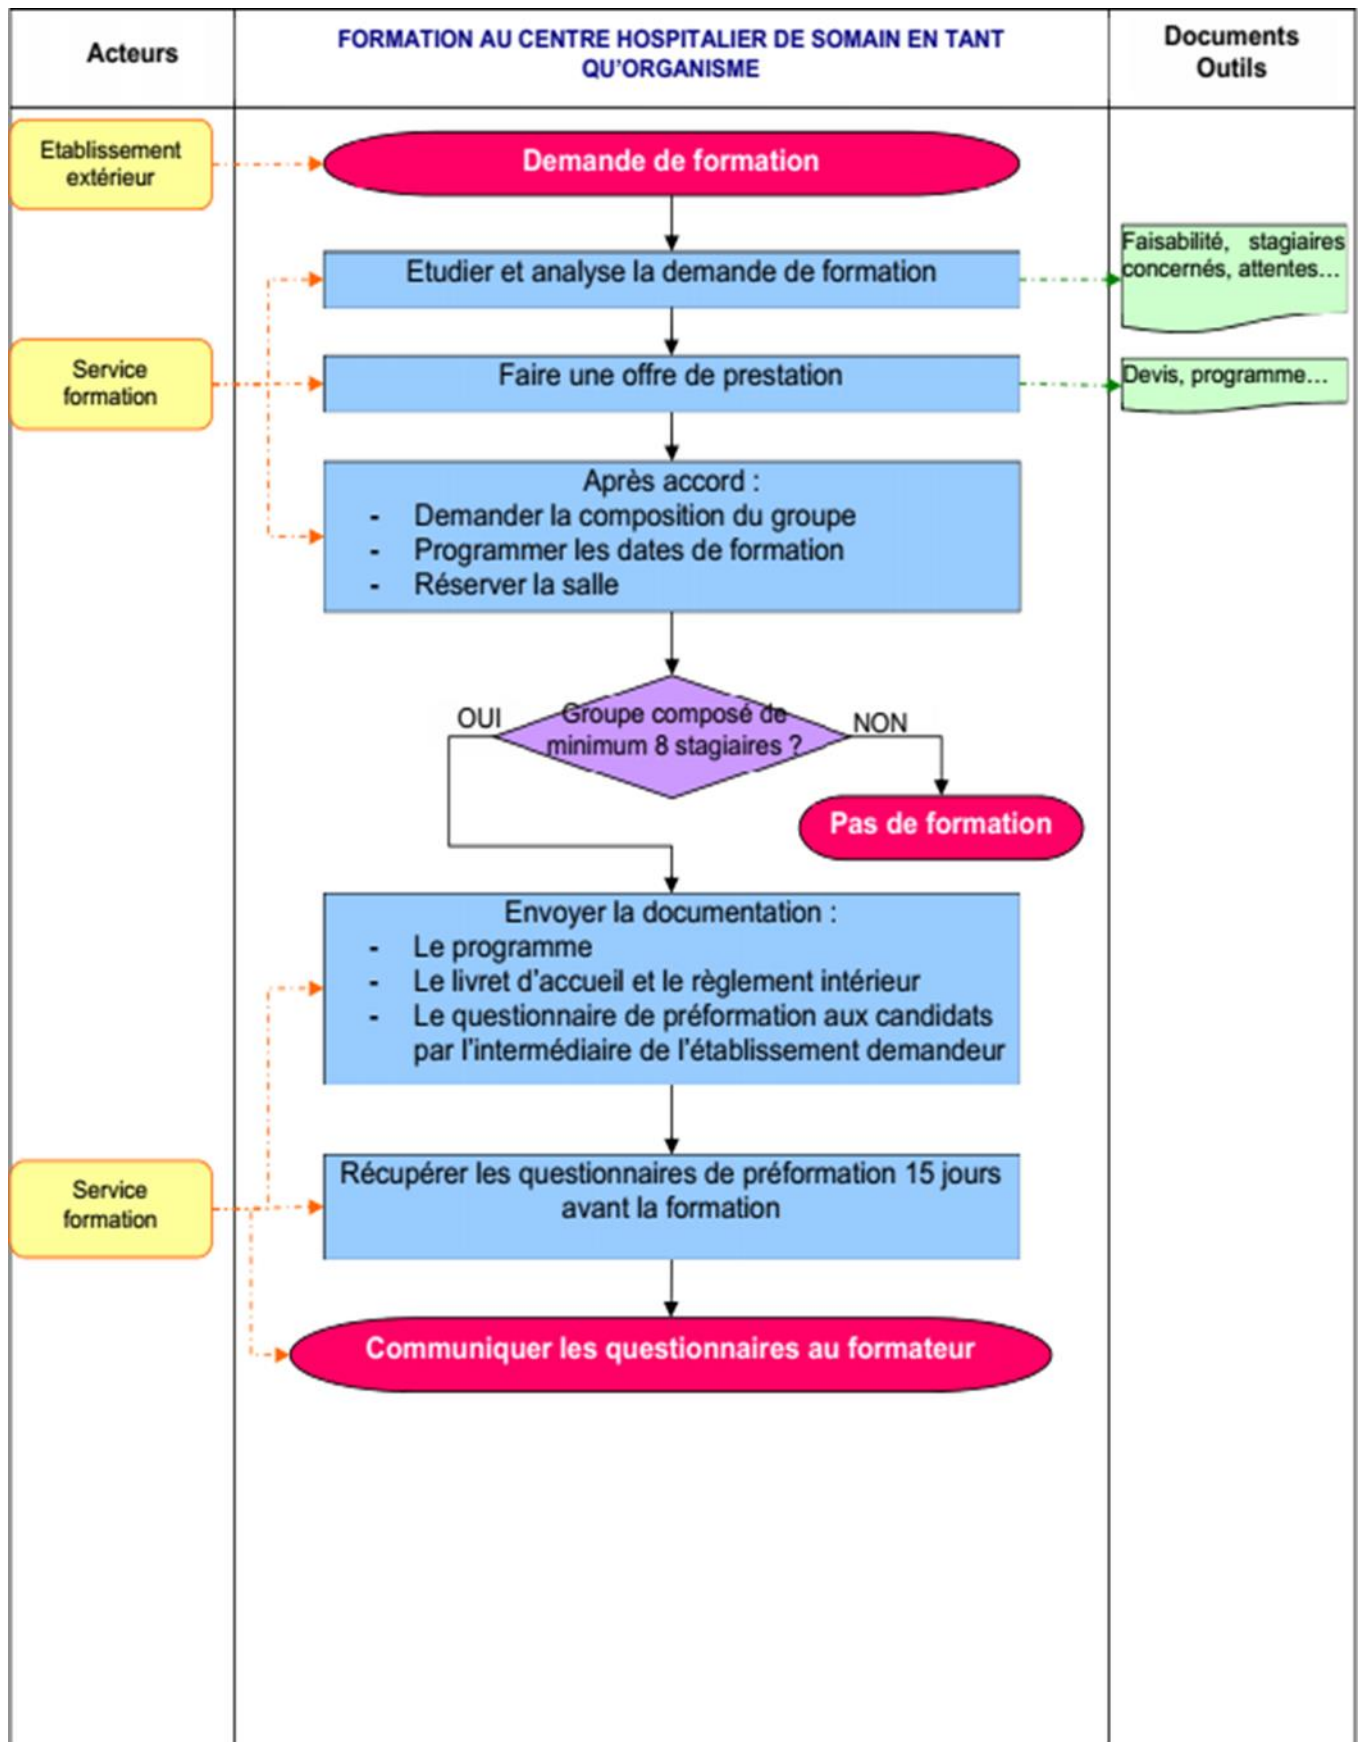 Acteurs
FORMATION AU CENTRE HOSPITALIER DE SOMAIN EN TANT
QU'ORGANISME
Documents
Outils
Etablissement
extérieur
Demande de formation
Etudier et analyse la demande de formation
Faisabilité, stagiaires
concernés, attentes...
Service
formation
Faire une offre de prestation
Devis, programme...
Après accord :
- Demander la composition du groupe
- Programmer les dates de formation
- Réserver la salle
Groupe composé de
minimum 8 stagiaires ?
OUI
NON
Pas de formation
Envoyer la documentation :
- Le programme
- Le livret d'accueil et le règlement intérieur
- Le questionnaire de préformation aux candidats
par l'intermédiaire de l'établissement demandeur
Service
formation
Récupérer les questionnaires de préformation 15 jours
avant la formation
Communiquer les questionnaires au formateur